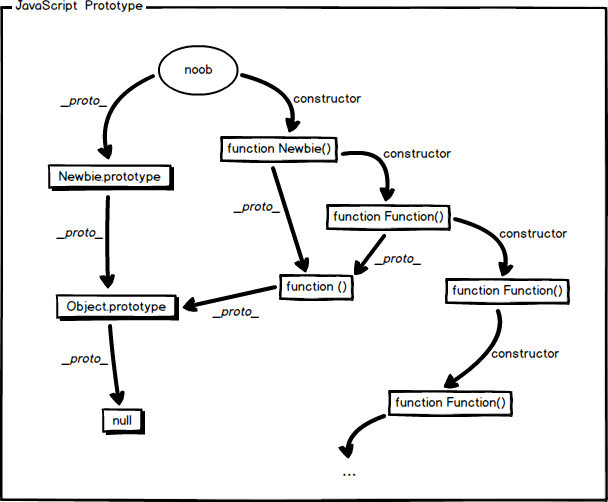 JavaScript Prototype
noob
_proto_
constructor
function Newbie()
constructor
Newbie.prototype
_proto_
function Function()
_proto_
constructor
_proto_
function ()
function Function()
Object.prototype
_proto_
_proto_
constructor
function Function()
null
...